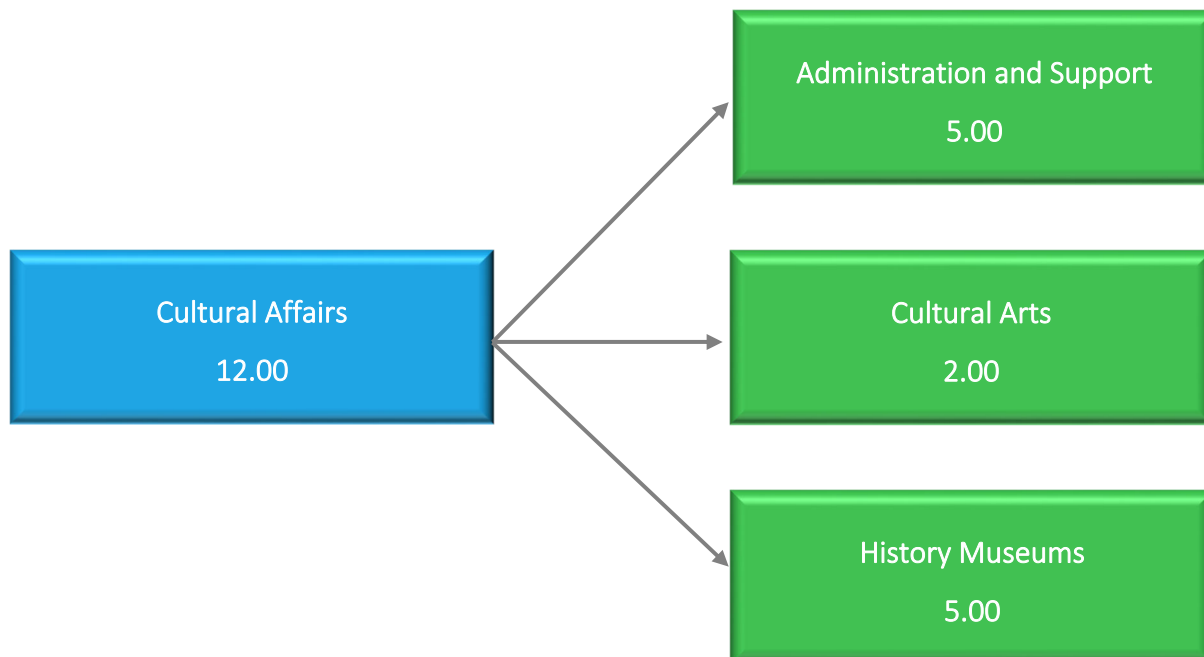 Administration and Support
5.00
Cultural Affairs
12.00
Cultural Arts
2.00
History Museums
5.00